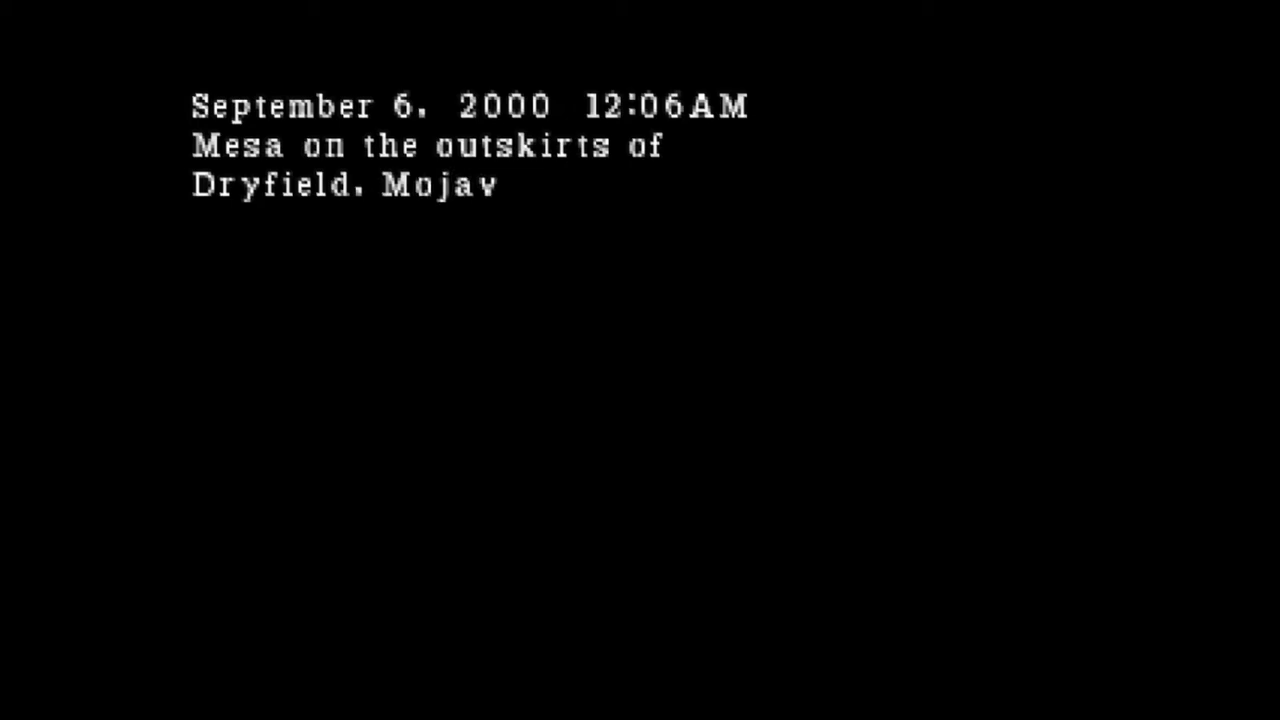 September 6, 2000 12:06AM
Mesa on the outskirts of
Dryfield, Mojav